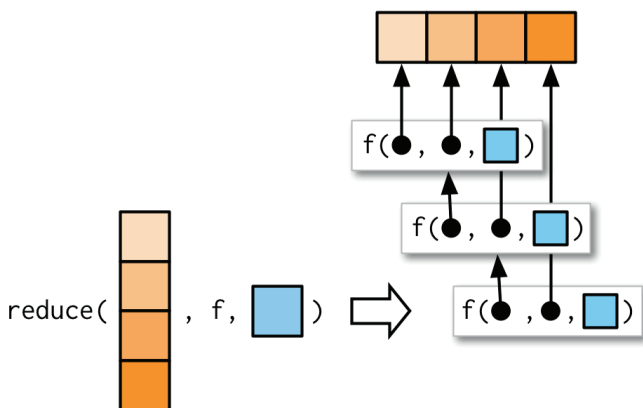 f( , , )
f( , , )
reduce( , f, )
f( , , )